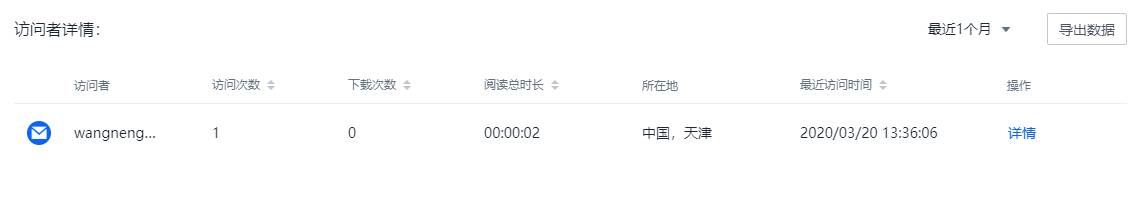 访问者详情：
最近1个月
导出数据
访问者 访问次数 下载次数 阅读总时长 所在地 最近访问时间 操作
wangneng... 1 0 00:00:02 中国，天津 2020/03/20 13:36:06 详情